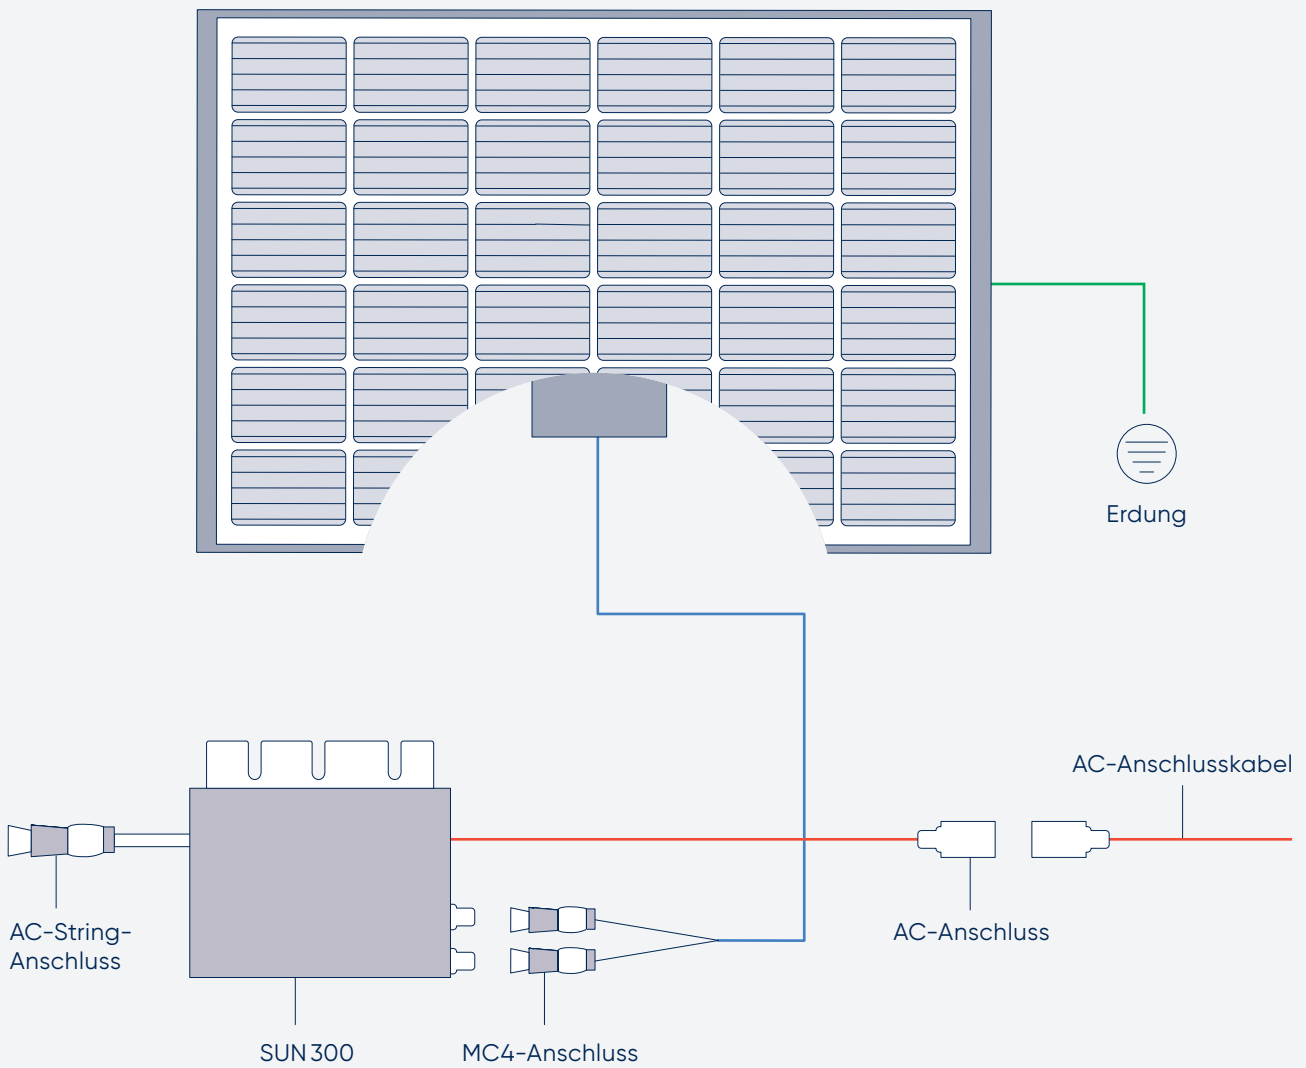 Erdung
AC-Anschlusskabel
AC-String-
Anschluss
AC-Anschluss
SUN 300
MC4-Anschluss